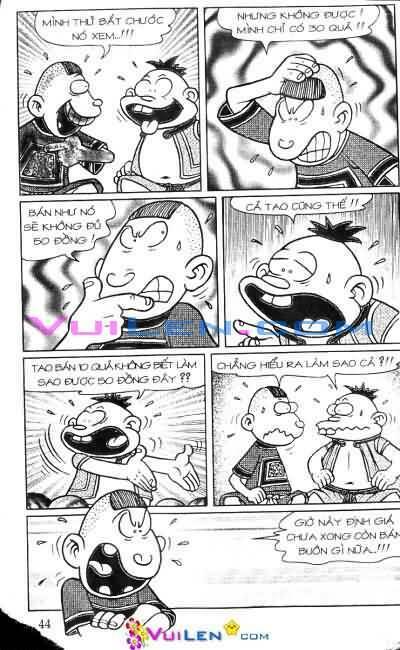 MÌNH THỬ BẮT CHƯỚC
NÓ XEM...!!!
NHƯNG KHÔNG ĐƯỢC!
MÌNH CHỈ CÓ 30 QUẢ!!
BÁN NHƯ NÓ
SẼ KHÔNG ĐỦ
50 ĐỒNG!
CẢ TAO CŨNG THẾ!!
VUILEN.COM
TAO BÁN 10 QUẢ KHÔNG BIẾT LÀM
SAO ĐƯỢC 50 ĐỒNG ĐÂY??
CHẲNG HIỂU RA LÀM SAO CẢ?!!
GIỜ NÀY ĐỊNH GIÁ
CHƯA XONG CÒN BÁN
BUÔN GÌ NỮA..!!!
44
VUILEN.COM